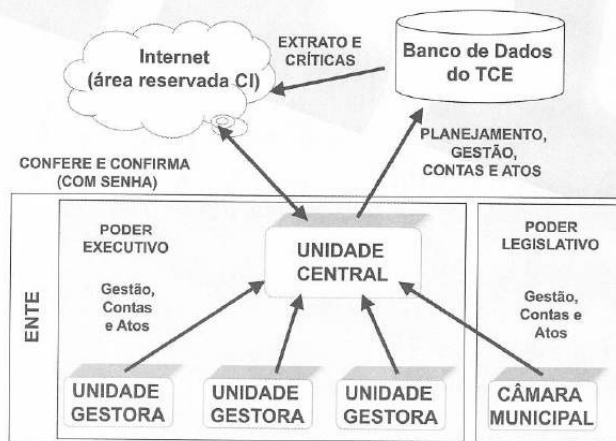 Internet
(área reservada CI)
EXTRATO E
CRÍTICAS
Banco de Dados
do TCE
CONFERE E CONFIRMA
(COM SENHA)
PLANEJAMENTO,
GESTÃO,
CONTAS E ATOS
ENTE
PODER
EXECUTIVO
Gestão,
Contas
e Atos
UNIDADE
CENTRAL
PODER
LEGISLATIVO
Gestão,
Contas e
Atos
UNIDADE
GESTORA
UNIDADE
GESTORA
UNIDADE
GESTORA
CÂMARA
MUNICIPAL